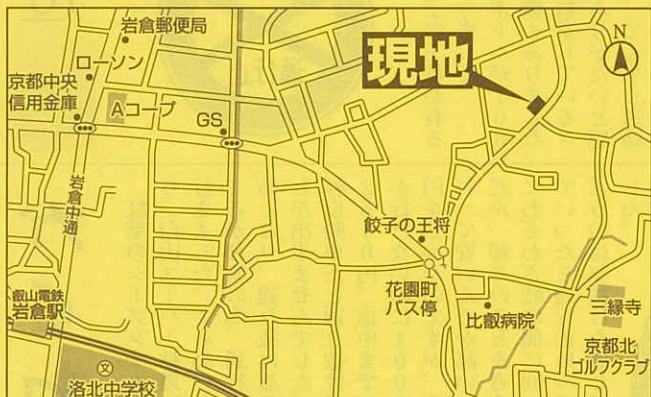 岩倉郵便局
ローソン
京都中央
信用金庫
Aコープ
GS
現地
N
岩倉中通
餃子の王将
花園町
バス停
比叡病院
三縁寺
京都北
ゴルフクラブ
叡山電鉄
岩倉駅
文
洛北中学校